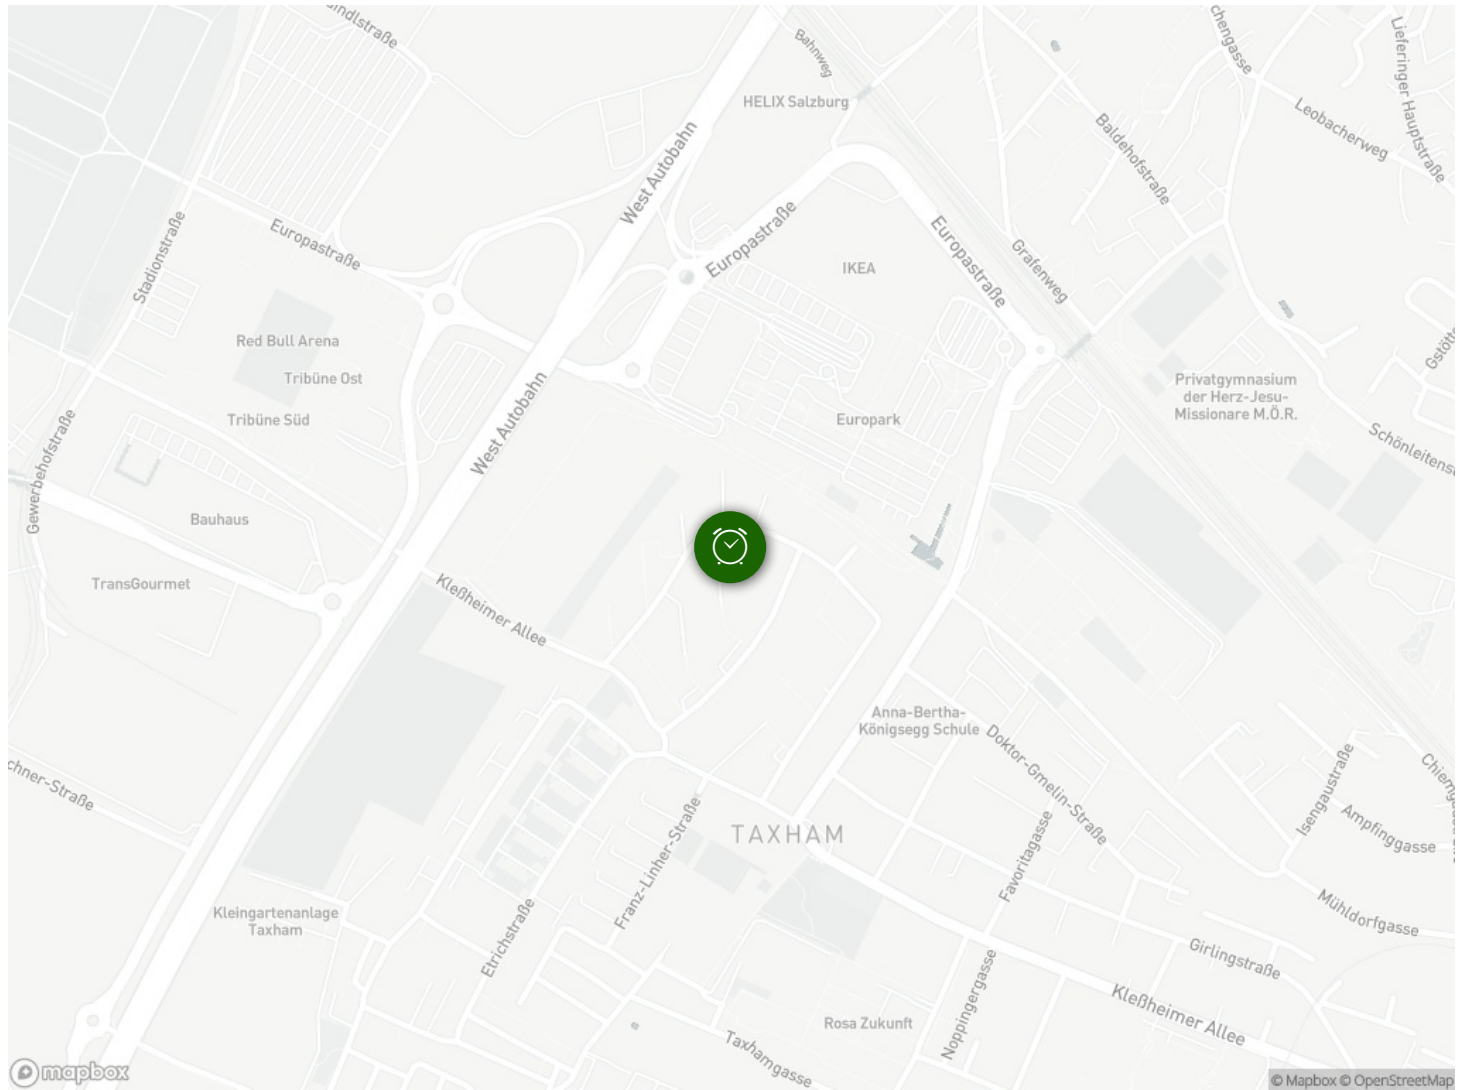 Bahnweg
HELIX Salzburg
Leobacherweg
Lieferinger Hauptstraße
Baldehofstraße
West Autobahn
Europastraße
Europastraße
Europastraße
Stadionstraße
Grafenweg
IKEA
Red Bull Arena
Tribüne Ost
Tribüne Süd
West Autobahn
Europark
Privatgymnasium
der Herz-Jesu-
Missionare M.Ö.R.
Gewerbehofstraße
Bauhaus
TransGourmet
Kleßheimer Allee
Anna-Bertha-
Königsegg Schule
Doktor-Gmelin-Straße
Isengaustraße
Ampfinggasse
chner-Straße
Franz-Linher-Straße
TAXHAM
Favoritagasse
Mühldorfgasse
Kleingartenanlage
Taxham
Etrichstraße
Girlingstraße
Noppingergasse
Kleßheimer Allee
Rosa Zukunft
Taxhamgasse
mapbox
© Mapbox © OpenStreetMap